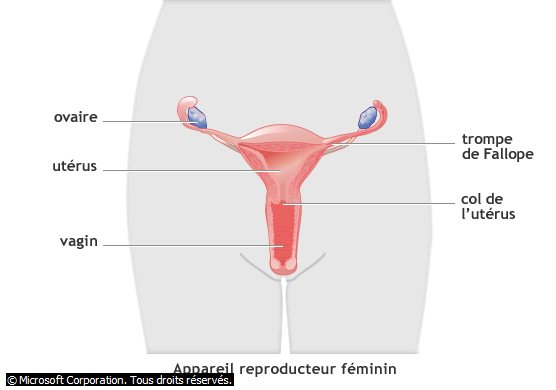 ovaire
trompe
de Fallope
utérus
col de
l'utérus
vagin
Appareil reproducteur féminin
© Microsoft Corporation. Tous droits réservés.